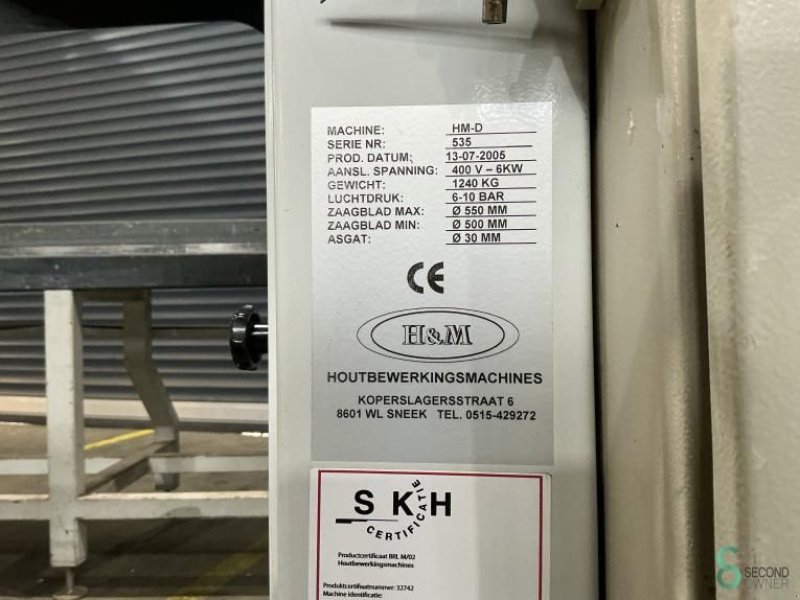 MACHINE: HM-D
SERIE NR: 535
PROD. DATUM: 13-07-2005
AANSL. SPANNING: 400 V – 6KW
GEWICHT: 1240 KG
LUCHTDRUK: 6-10 BAR
ZAAGBLAD MAX: Ø 550 MM
ZAAGBLAD MIN: Ø 500 MM
ASGAT: Ø 30 MM
CE
H&M
HOUTBEWERKINGSMACHINES
KOPERSLAGERSSTRAAT 6
8601 WL SNEEK TEL. 0515-429272
SKH
CERTIFICATIE
Productcertificaat BRL M/02
Houtbewerkingsmachines
Produktcertificaatnummer: 32742
Machine identificatie:
SECOND
OWNER